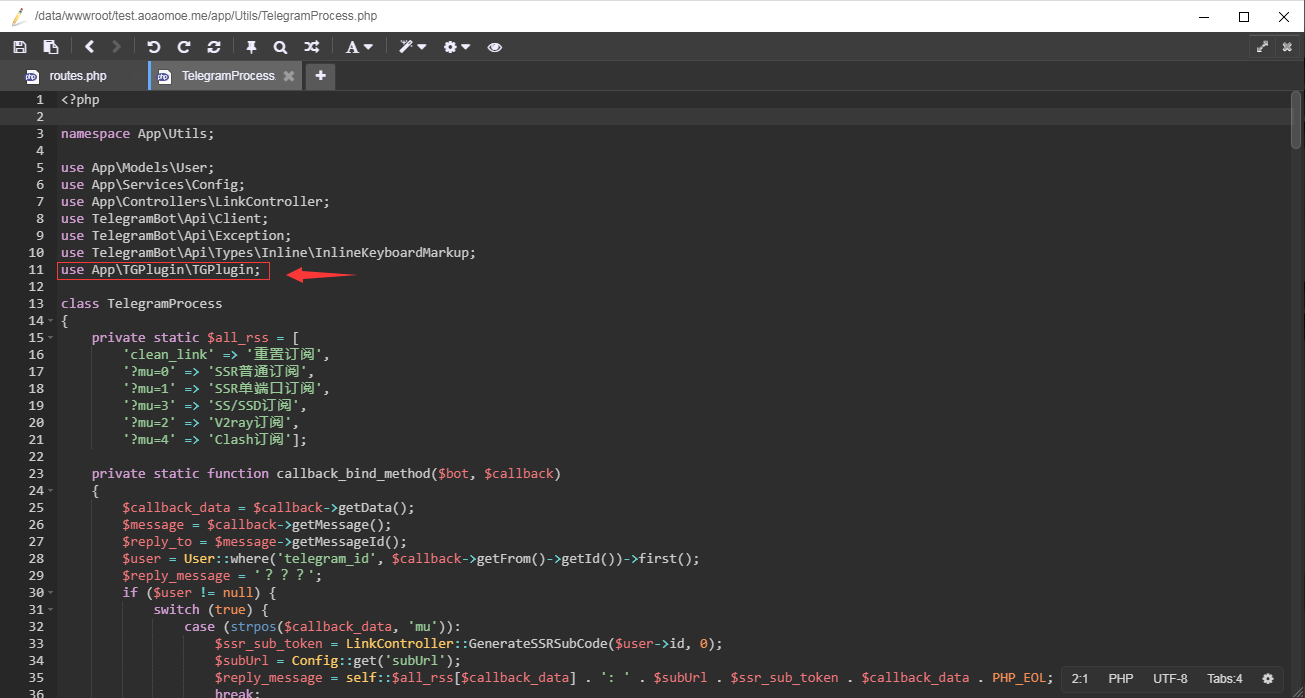 /data/wwwroot/test.aoaomoe.me/app/Utils/TelegramProcess.php
A
routes.php
TelegramProcess.
1 <?php
2
3 namespace App\Utils;
4
5 use App\Models\User;
6 use App\Services\Config;
7 use App\Controllers\LinkController;
8 use TelegramBot\Api\Client;
9 use TelegramBot\Api\Exception;
10 use TelegramBot\Api\Types\Inline\InlineKeyboardMarkup;
11 use App\TGPlugin\TGPlugin;
12
13 class TelegramProcess
14 {
15     private static $all_rss = [
16         'clean_link' => '重置订阅',
17         '?mu=0' => 'SSR普通订阅',
18         '?mu=1' => 'SSR单端口订阅',
19         '?mu=3' => 'SS/SSD订阅',
20         '?mu=2' => 'V2ray订阅',
21         '?mu=4' => 'Clash订阅'];
22
23     private static function callback_bind_method($bot, $callback)
24     {
25         $callback_data = $callback->getData();
26         $message = $callback->getMessage();
27         $reply_to = $message->getMessageId();
28         $user = User::where('telegram_id', $callback->getFrom()->getId())->first();
29         $reply_message = '？？？';
30         if ($user != null) {
31             switch (true) {
32                 case (strpos($callback_data, 'mu')):
33                     $ssr_sub_token = LinkController::GenerateSSRSubCode($user->id, 0);
34                     $subUrl = Config::get('subUrl');
35                     $reply_message = self::$all_rss[$callback_data] . ': ' . $subUrl . $ssr_sub_token . $callback_data . PHP_EOL;
36                     break;
2:1 PHP UTF-8 Tabs:4